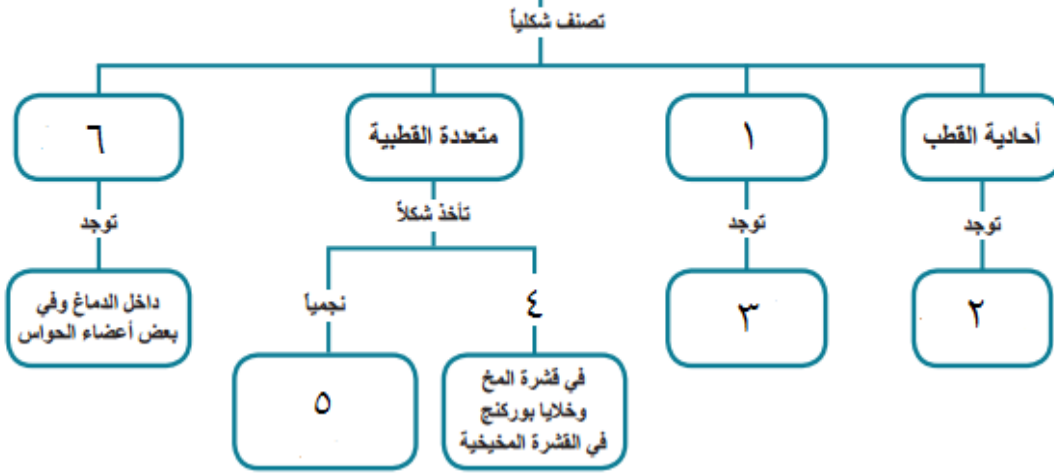 تصنف شكلياً
أحادية القطب
١
متعددة القطبية
٦
توجد
توجد
تأخذ شكلاً
توجد
٢
٣
٤
نجمياً
داخل الدماغ وفي
بعض أعضاء الحواس
في قشرة المخ
وخلايا بوركنج
في القشرة المخيخية
٥